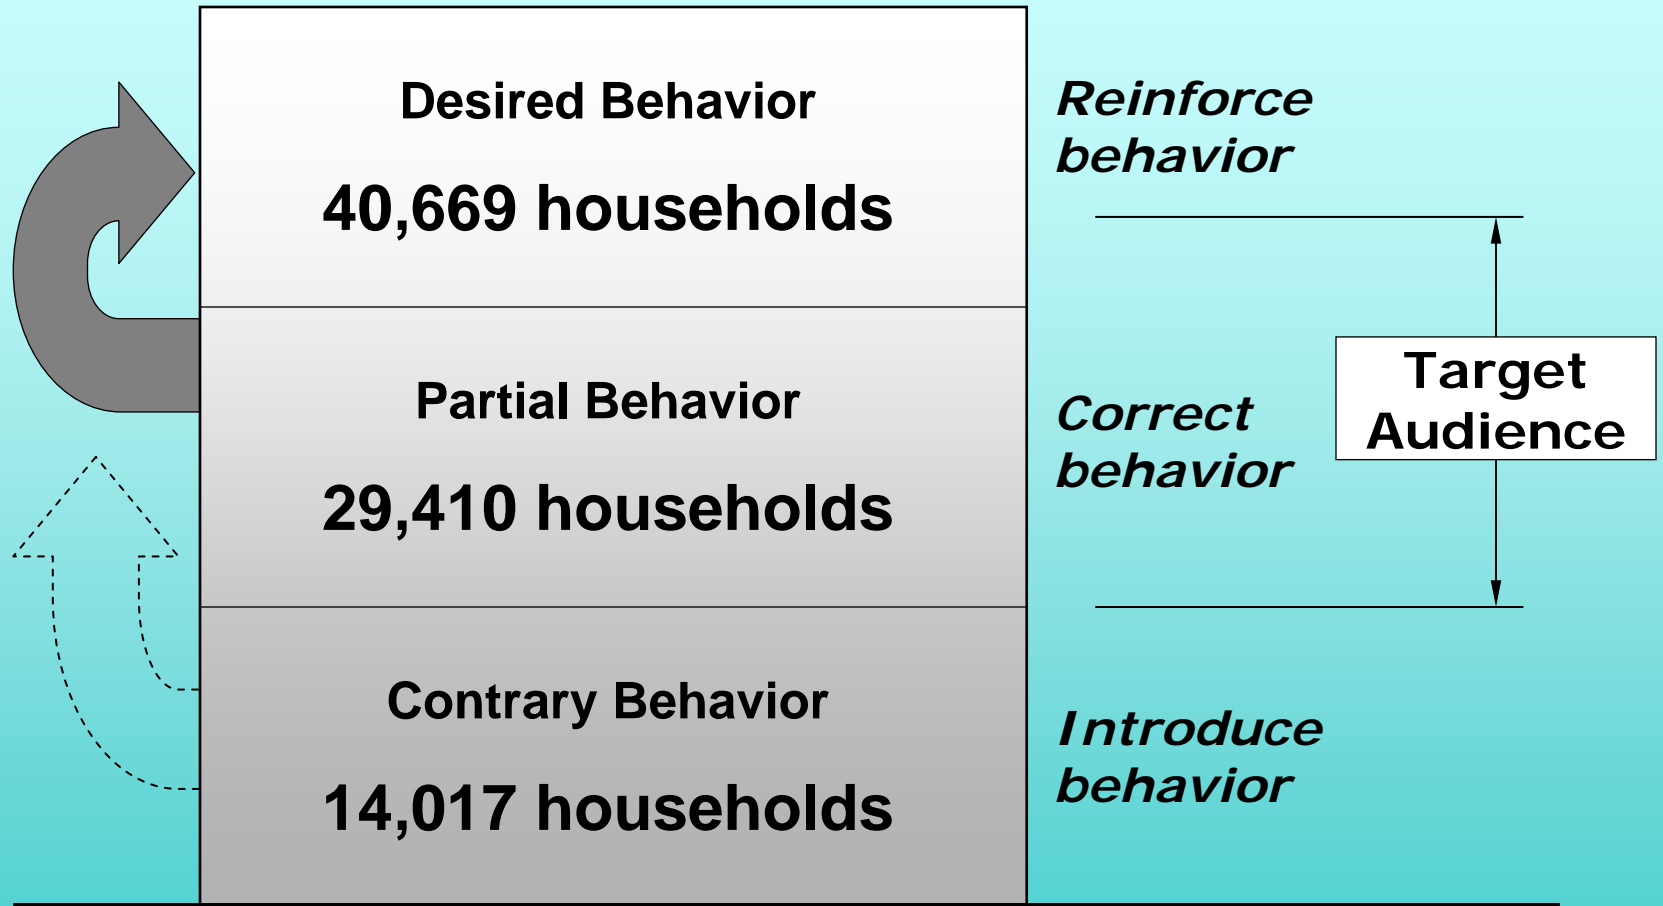 Desired Behavior
40,669 households
Reinforce
behavior
Partial Behavior
29,410 households
Correct
behavior
Target
Audience
Contrary Behavior
14,017 households
Introduce
behavior